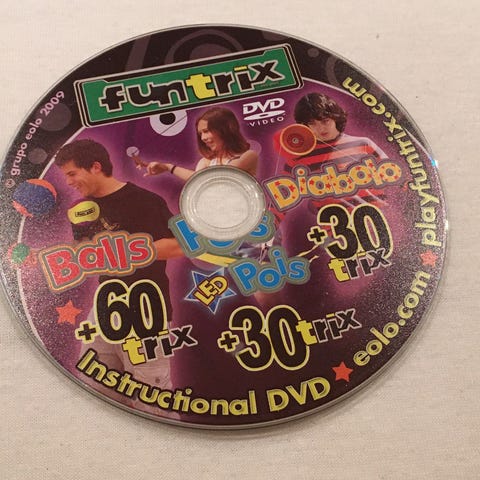 funtrix
DVD
VIDEO
© grupo eolo 2009
Balls
+60
trix
Pois
LED Pois
+30 trix
Diabolo
+30
trix
Instructional DVD ★ eolo.com ★ playfuntrix.com